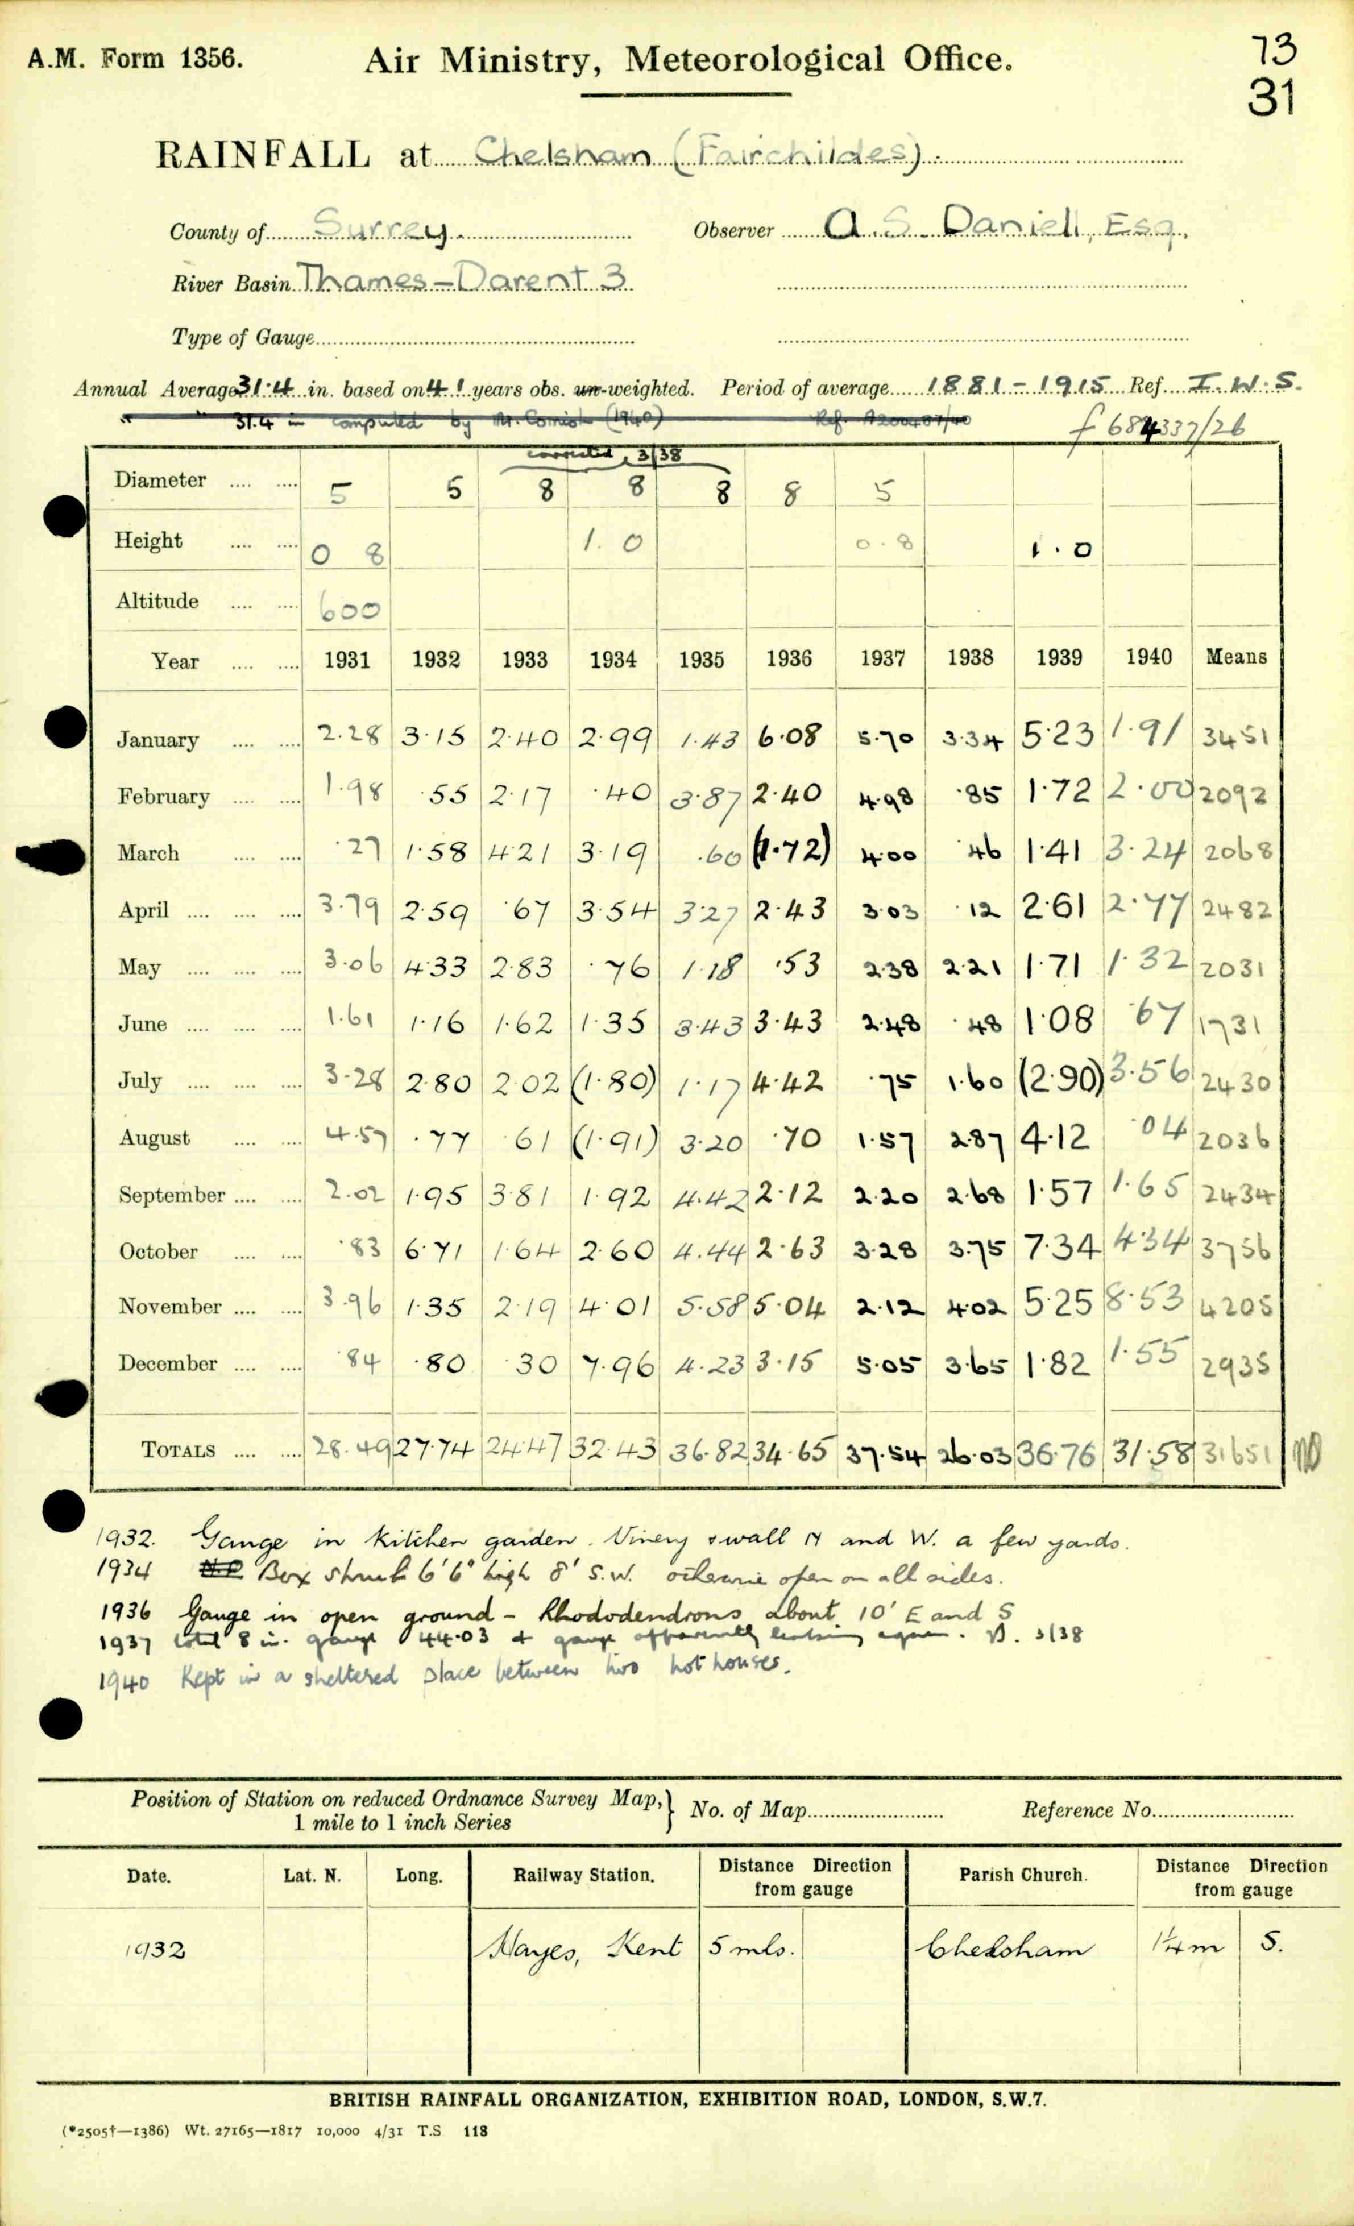 A.M. Form 1356. Air Ministry, Meteorological Office. 73
31
RAINFALL at Chelsham (Fairchildes).
County of Surrey. Observer A. S. Daniell, Esq.
River Basin Thames-Darent 3
Type of Gauge
Annual Average 31.4 in. based on 41 years obs. un-weighted. Period of average 1881-1915 Ref. I.W.S.
" " 31.4 in computed by Mr. Cornish (1940) Ref. f 684337/26
corrected 3/38
Diameter 5 5 8 8 8 8 5
Height 0 8 1.0 0.8 1.0
Altitude 600
Year 1931 1932 1933 1934 1935 1936 1937 1938 1939 1940 Means
January 2.28 3.15 2.40 2.99 1.43 6.08 5.70 3.34 5.23 1.91 3451
February 1.98 .55 2.17 .40 3.87 2.40 4.98 .85 1.72 2.00 2092
March .27 1.58 4.21 3.19 .60 (1.72) 4.00 .46 1.41 3.24 2068
April 3.79 2.59 .67 3.54 3.27 2.43 3.03 .12 2.61 2.77 2482
May 3.06 4.33 2.83 .76 1.18 .53 2.38 2.21 1.71 1.32 2031
June 1.61 1.16 1.62 1.35 3.43 3.43 2.48 .48 1.08 .67 1731
July 3.28 2.80 2.02 (1.80) 1.17 4.42 .75 1.60 (2.90) 3.56 2430
August 4.57 .77 .61 (1.91) 3.20 .70 1.57 2.87 4.12 .04 2036
September 2.02 1.95 3.81 1.92 4.42 2.12 2.20 2.68 1.57 1.65 2434
October .83 6.71 1.64 2.60 4.44 2.63 3.28 3.75 7.34 4.34 3756
November 3.96 1.35 2.19 4.01 5.58 5.04 2.12 4.02 5.25 8.53 4205
December .84 .80 .30 7.96 4.23 3.15 5.05 3.65 1.82 1.55 2935
TOTALS 28.49 27.74 24.47 32.43 36.82 34.65 37.54 26.03 36.76 31.58 31651
1932. Gauge in kitchen garden. Vinery & wall N and W. a few yards.
1934 Box shrub 6'6" high 8' S.W. otherwise open on all sides.
1936 Gauge in open ground - Rhododendrons about 10' E and S
1937 total 8 in. gauge 44.03 & gauge apparently leaking again. 3/38
1940 Kept in a sheltered place between two hot houses.
Position of Station on reduced Ordnance Survey Map, 1 mile to 1 inch Series } No. of Map Reference No.
Date. Lat. N. Long. Railway Station. Distance Direction from gauge Parish Church. Distance Direction from gauge
1932 Hayes, Kent 5 mls. Chelsham 1¼ m S.
BRITISH RAINFALL ORGANIZATION, EXHIBITION ROAD, LONDON, S.W.7.
(*2505†—1386) Wt. 27165—1817 10,000 4/31 T.S 118